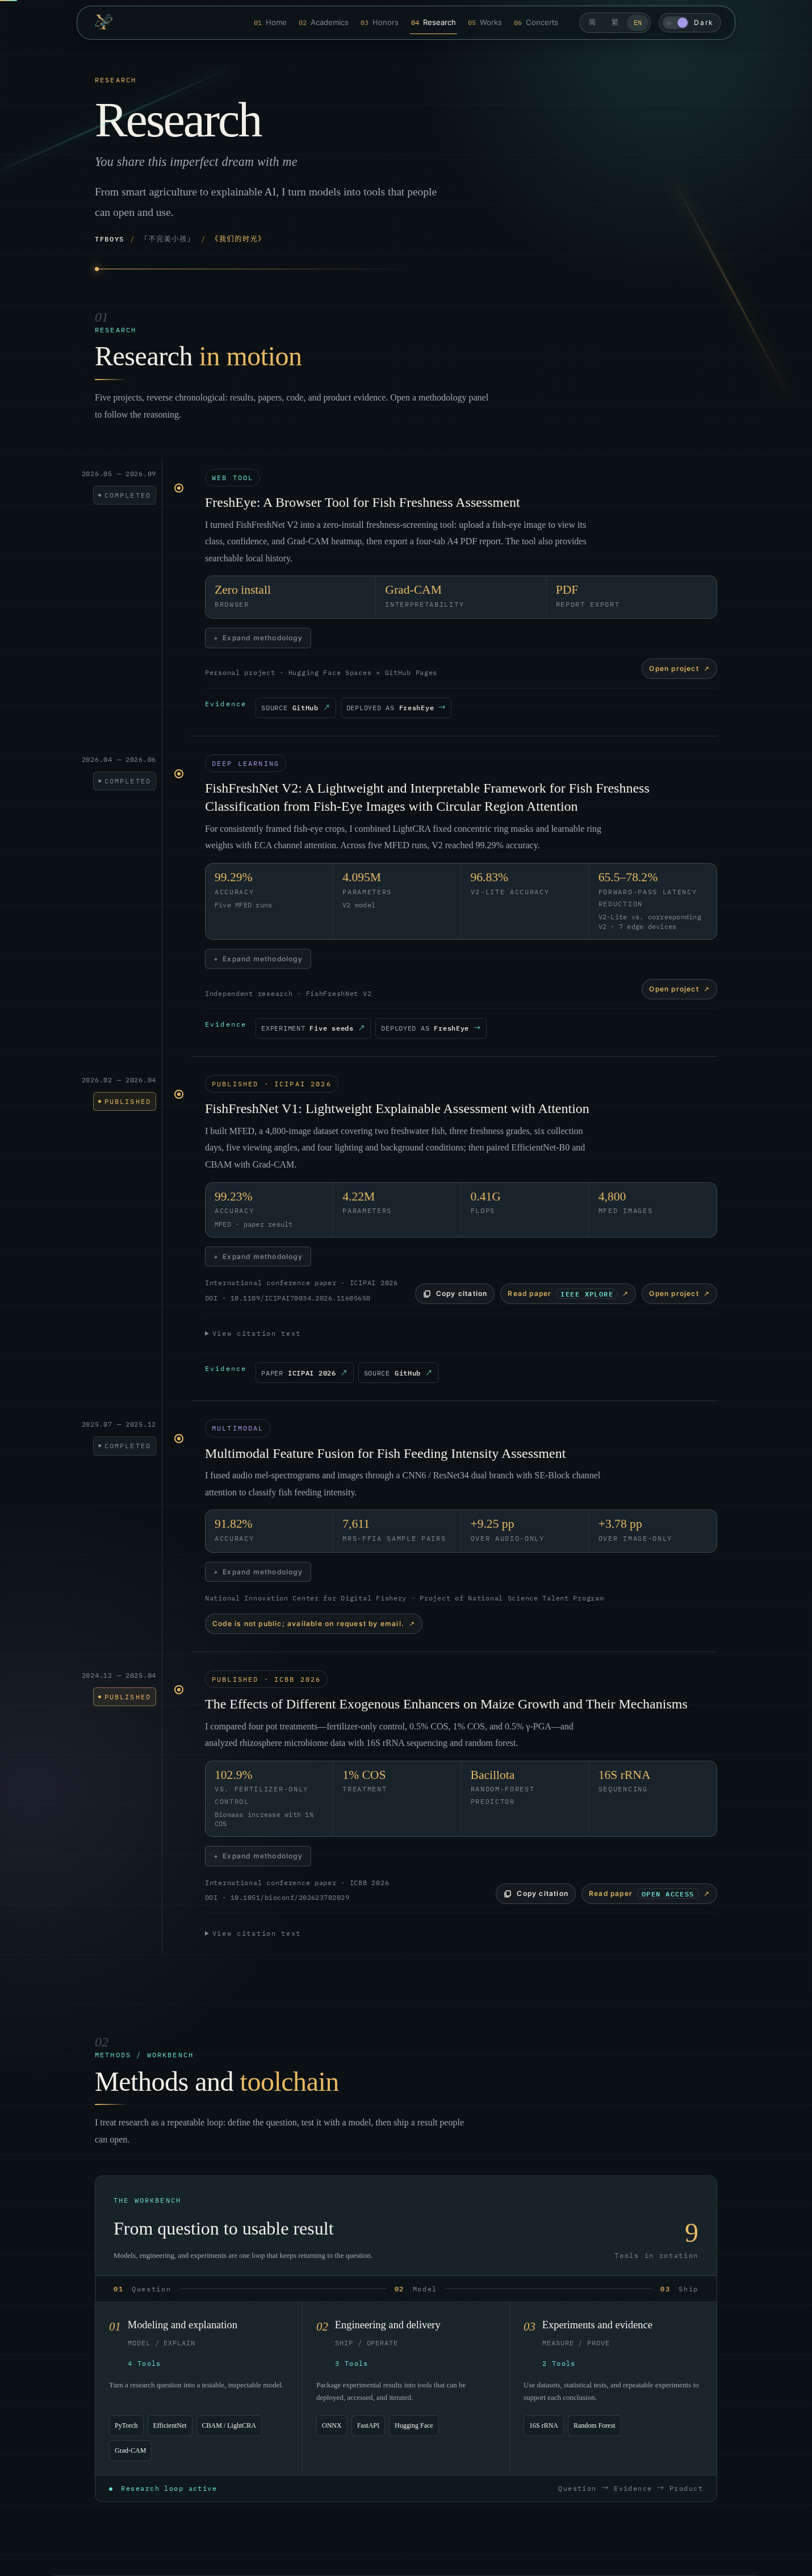 01 Home 02 Academics 03 Honors 04 Research 05 Works 06 Concerts 简 繁 EN Dark
RESEARCH
Research
You share this imperfect dream with me
From smart agriculture to explainable AI, I turn models into tools that people
can open and use.
TFBOYS / 「不完美小孩」 / 《我们的时光》
01
RESEARCH
Research in motion
Five projects, reverse chronological: results, papers, code, and product evidence. Open a methodology panel
to follow the reasoning.
2026.05 — 2026.09
COMPLETED
WEB TOOL
FreshEye: A Browser Tool for Fish Freshness Assessment
I turned FishFreshNet V2 into a zero-install freshness-screening tool: upload a fish-eye image to view its
class, confidence, and Grad-CAM heatmap, then export a four-tab A4 PDF report. The tool also provides
searchable local history.
Zero install Grad-CAM PDF
BROWSER INTERPRETABILITY REPORT EXPORT
+ Expand methodology
Personal project · Hugging Face Spaces + GitHub Pages
Open project ↗
Evidence SOURCE GitHub ↗ DEPLOYED AS FreshEye →
2026.04 — 2026.06
COMPLETED
DEEP LEARNING
FishFreshNet V2: A Lightweight and Interpretable Framework for Fish Freshness
Classification from Fish-Eye Images with Circular Region Attention
For consistently framed fish-eye crops, I combined LightCRA fixed concentric ring masks and learnable ring
weights with ECA channel attention. Across five MFED runs, V2 reached 99.29% accuracy.
99.29% 4.095M 96.83% 65.5–78.2%
ACCURACY PARAMETERS V2-LITE ACCURACY FORWARD-PASS LATENCY
REDUCTION
Five MFED runs V2 model V2-Lite vs. corresponding
V2 · 7 edge devices
+ Expand methodology
Independent research · FishFreshNet V2
Open project ↗
Evidence EXPERIMENT Five seeds ↗ DEPLOYED AS FreshEye →
2026.02 — 2026.04
PUBLISHED
PUBLISHED · ICIPAI 2026
FishFreshNet V1: Lightweight Explainable Assessment with Attention
I built MFED, a 4,800-image dataset covering two freshwater fish, three freshness grades, six collection
days, five viewing angles, and four lighting and background conditions; then paired EfficientNet-B0 and
CBAM with Grad-CAM.
99.23% 4.22M 0.41G 4,800
ACCURACY PARAMETERS FLOPS MFED IMAGES
MFED · paper result
+ Expand methodology
International conference paper · ICIPAI 2026
DOI · 10.1109/ICIPAI70034.2026.11605650
Copy citation Read paper IEEE XPLORE ↗ Open project ↗
▶ View citation text
Evidence PAPER ICIPAI 2026 ↗ SOURCE GitHub ↗
2025.07 — 2025.12
COMPLETED
MULTIMODAL
Multimodal Feature Fusion for Fish Feeding Intensity Assessment
I fused audio mel-spectrograms and images through a CNN6 / ResNet34 dual branch with SE-Block channel
attention to classify fish feeding intensity.
91.82% 7,611 +9.25 pp +3.78 pp
ACCURACY MRS-FFIA SAMPLE PAIRS OVER AUDIO-ONLY OVER IMAGE-ONLY
+ Expand methodology
National Innovation Center for Digital Fishery · Project of National Science Talent Program
Code is not public; available on request by email. ↗
2024.12 — 2025.04
PUBLISHED
PUBLISHED · ICBB 2026
The Effects of Different Exogenous Enhancers on Maize Growth and Their Mechanisms
I compared four pot treatments—fertilizer-only control, 0.5% COS, 1% COS, and 0.5% γ-PGA—and
analyzed rhizosphere microbiome data with 16S rRNA sequencing and random forest.
102.9% 1% COS Bacillota 16S rRNA
VS. FERTILIZER-ONLY TREATMENT RANDOM-FOREST SEQUENCING
CONTROL PREDICTOR
Biomass increase with 1%
COS
+ Expand methodology
International conference paper · ICBB 2026
DOI · 10.1051/bioconf/202623702029
Copy citation Read paper OPEN ACCESS ↗
▶ View citation text
02
METHODS / WORKBENCH
Methods and toolchain
I treat research as a repeatable loop: define the question, test it with a model, then ship a result people
can open.
THE WORKBENCH
From question to usable result
9
Models, engineering, and experiments are one loop that keeps returning to the question.
Tools in rotation
01 Question 02 Model 03 Ship
01 Modeling and explanation
MODEL / EXPLAIN
4 Tools
Turn a research question into a testable, inspectable model.
PyTorch EfficientNet CBAM / LightCRA
Grad-CAM
02 Engineering and delivery
SHIP / OPERATE
3 Tools
Package experimental results into tools that can be
deployed, accessed, and iterated.
ONNX FastAPI Hugging Face
03 Experiments and evidence
MEASURE / PROVE
2 Tools
Use datasets, statistical tests, and repeatable experiments to
support each conclusion.
16S rRNA Random Forest
Research loop active
Question → Evidence → Product